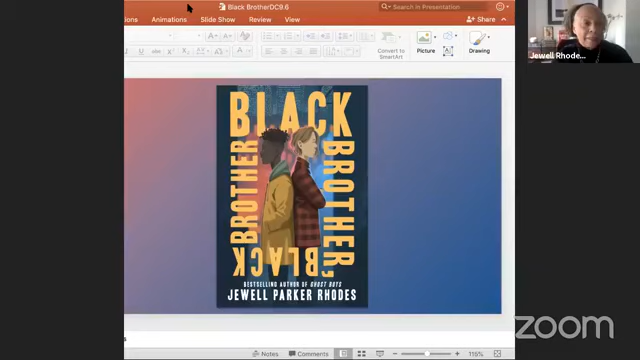 Black BrotherDC9.6
Search in Presentation
Animations
Slide Show
Review
View
Share
Convert to
SmartArt
Picture
Drawing
Jewell Rhode...
BLACK
BROTHER
BROTHER,
BLACK
BESTSELLING AUTHOR OF GHOST BOYS
JEWELL PARKER RHODES
Notes
Comments
115%
zoom